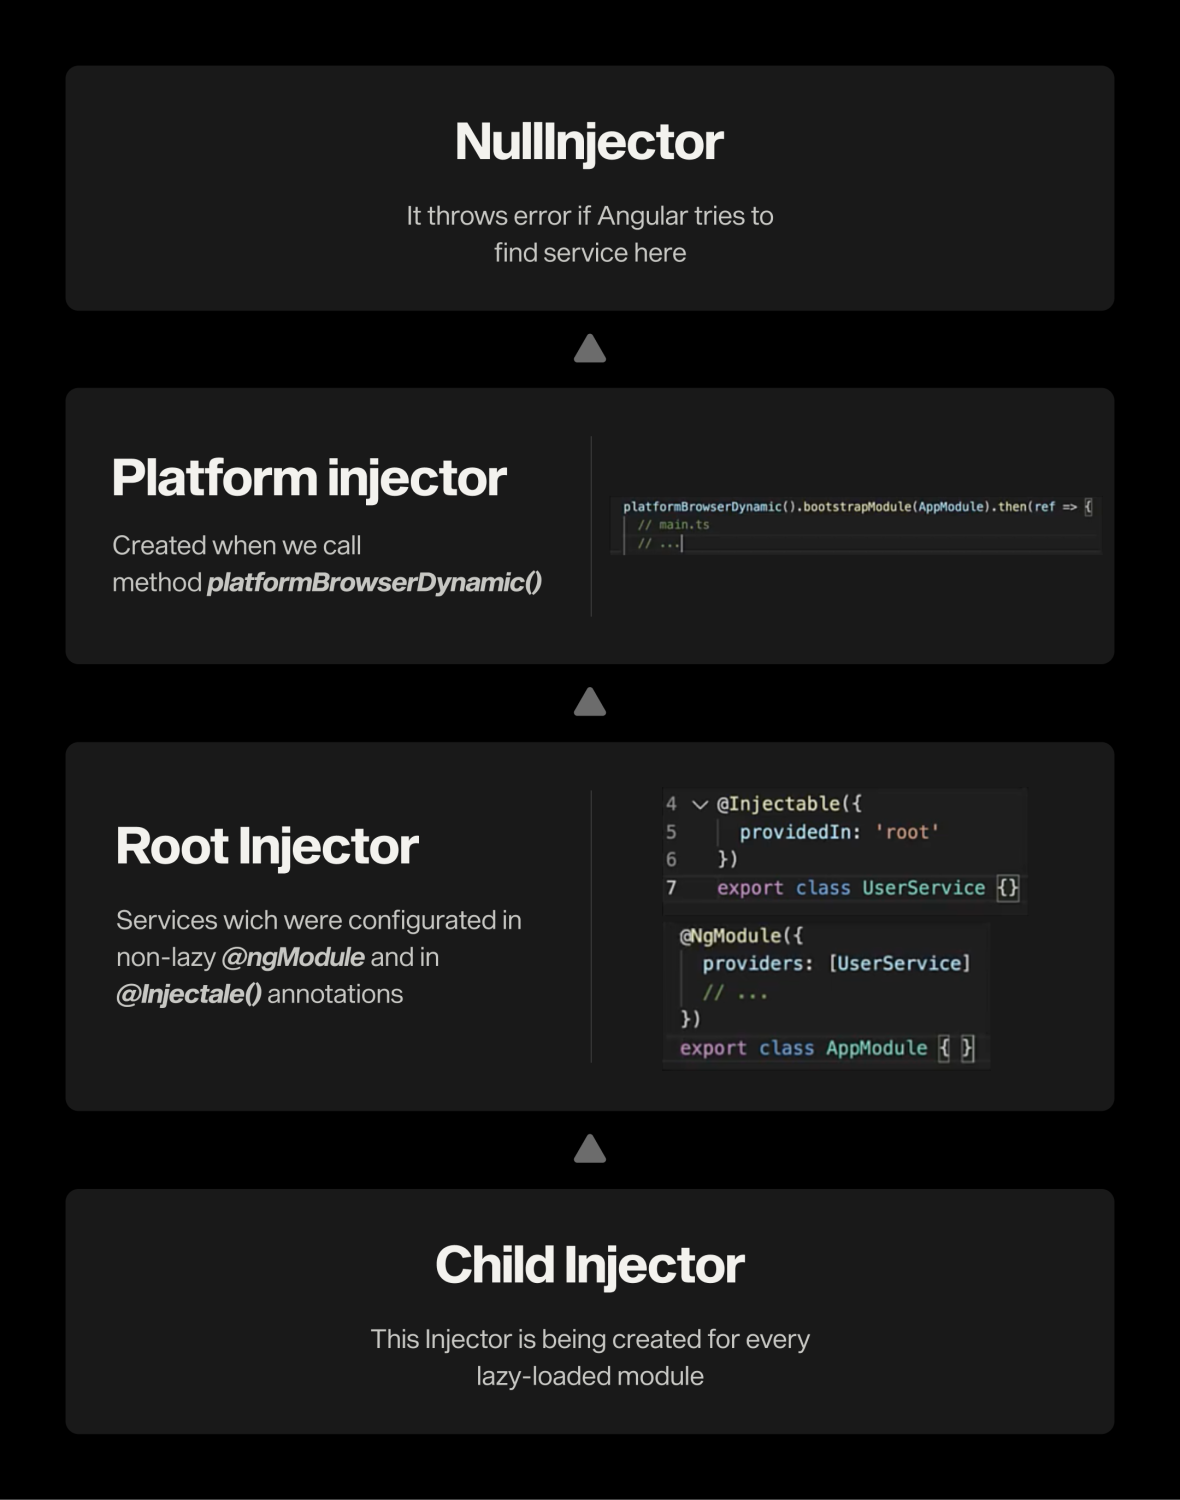 NullInjector
It throws error if Angular tries to
find service here
Platform injector
Created when we call
method platformBrowserDynamic()
platformBrowserDynamic().bootstrapModule(AppModule).then(ref => {
// main.ts
// ...
Root Injector
Services wich were configurated in
non-lazy @ngModule and in
@Injectale() annotations
4 @Injectable({
5 providedIn: 'root'
6 })
7 export class UserService {}
@NgModule({
providers: [UserService]
// ...
})
export class AppModule { }
Child Injector
This Injector is being created for every
lazy-loaded module